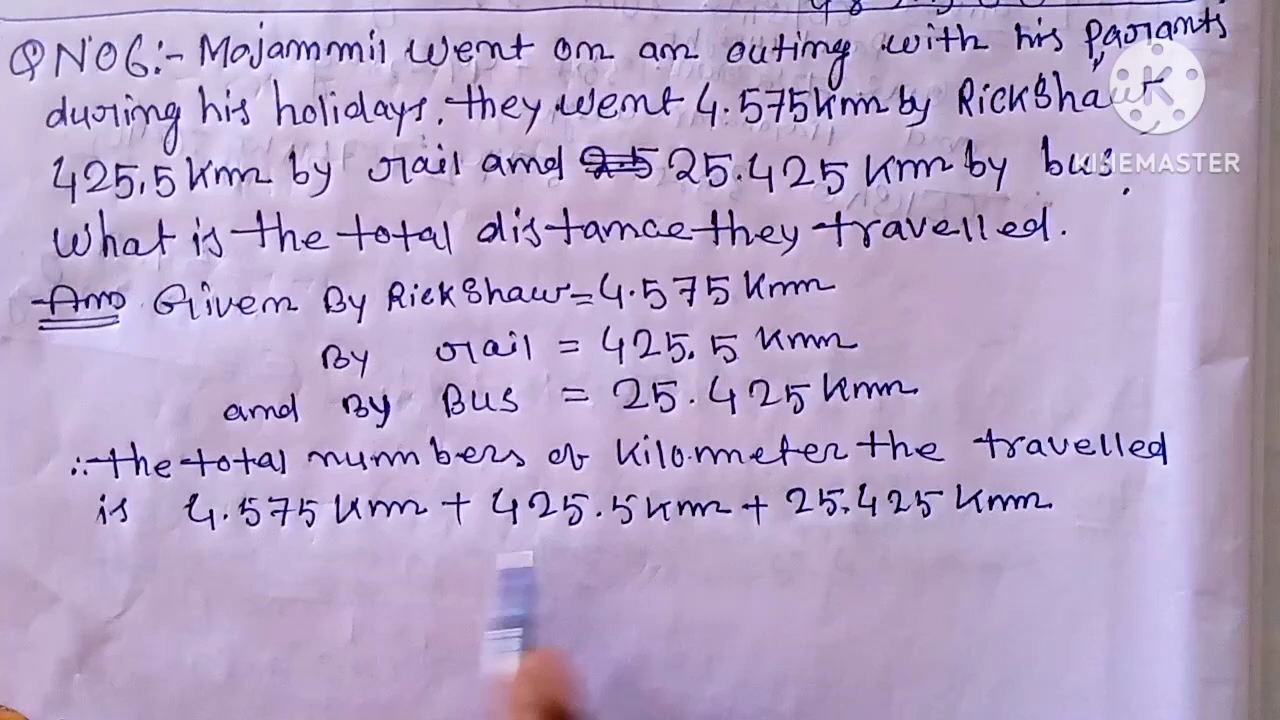 Q NO6:- Mojammil went on an outing with his Parants
during his holidays. they went 4.575 Km by RickShaw
KINEMASTER
425.5 Km by rail and 25.425 Km by bus.
What is the total distance they travelled.
Ans Given By RickShaw = 4.575 Km
By rail = 425.5 Km
and By Bus = 25.425 Km
∴ the total numbers of Kilometer the travelled
is 4.575 Km + 425.5 Km + 25.425 Km